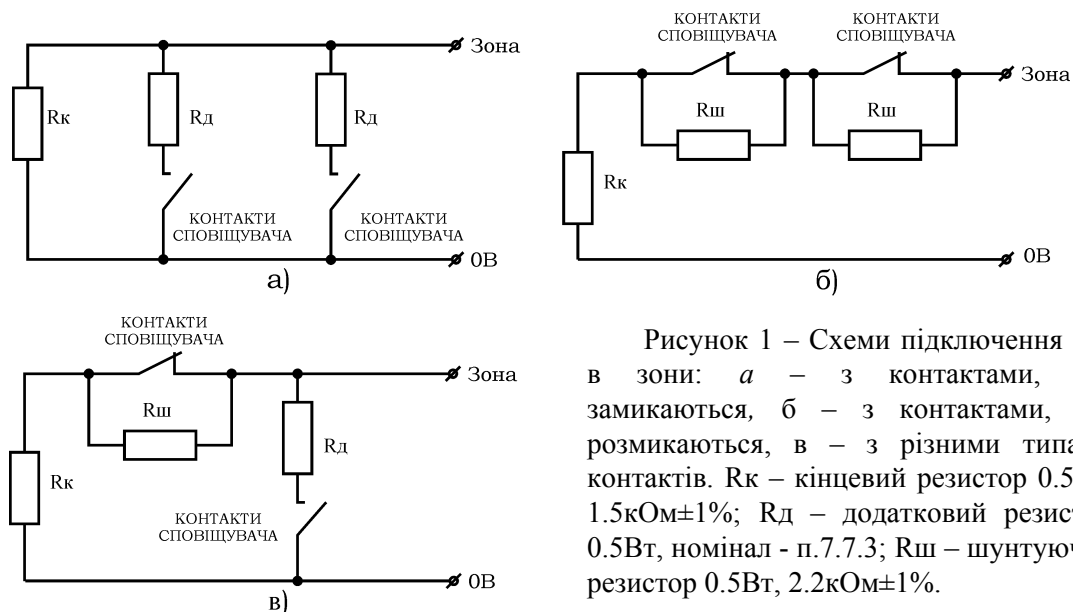 КОНТАКТИ
СПОВІЩУВАЧА
КОНТАКТИ
СПОВІЩУВАЧА
Зона
Зона
Rк
Rд
Rд
Rш
Rш
Rк
КОНТАКТИ
СПОВІЩУВАЧА
КОНТАКТИ
СПОВІЩУВАЧА
0В
0В
а)
б)
КОНТАКТИ
СПОВІЩУВАЧА
Зона
Rш
Rд
Rк
КОНТАКТИ
СПОВІЩУВАЧА
0В
в)
Рисунок 1 – Схеми підключення
в зони: а – з контактами,
замикаються, б – з контактами,
розмикаються, в – з різними типа
контактів. Rк – кінцевий резистор 0.5
1.5кОм±1%; Rд – додатковий резист
0.5Вт, номінал - п.7.7.3; Rш – шунтуюч
резистор 0.5Вт, 2.2кОм±1%.